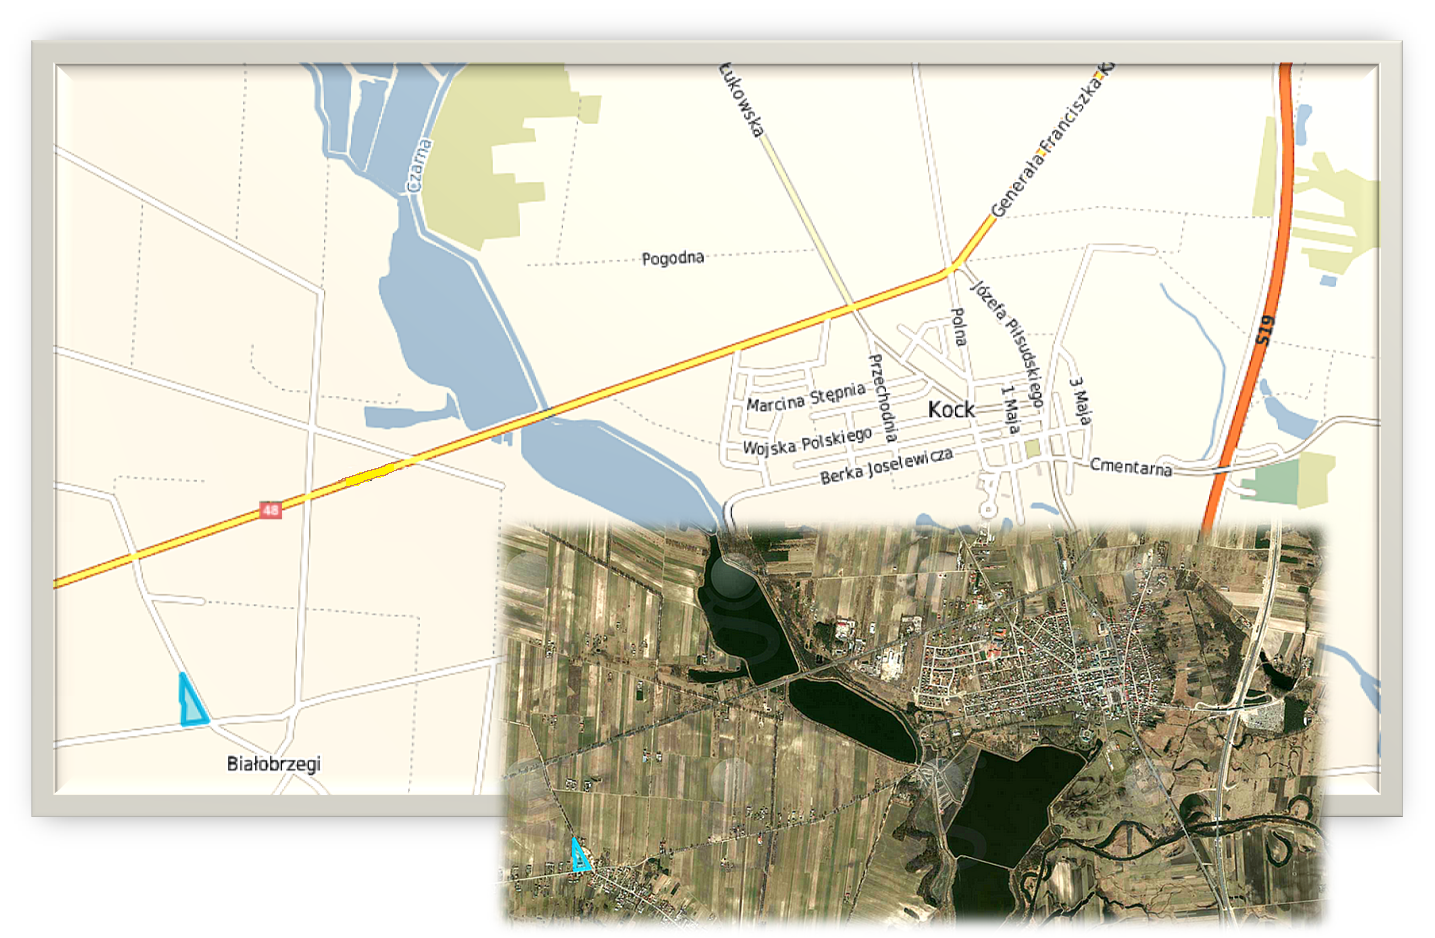 Łukowska
Generała Franciszka K
Czarna
Pogodna
S19
Polna
Józefa Piłsudskiego
Przechodnia
Marcina Stępnia
Kock
1 Maja
3 Maja
Wojska Polskiego
Berka Joselewicza
Cmentarna
48
Białobrzegi